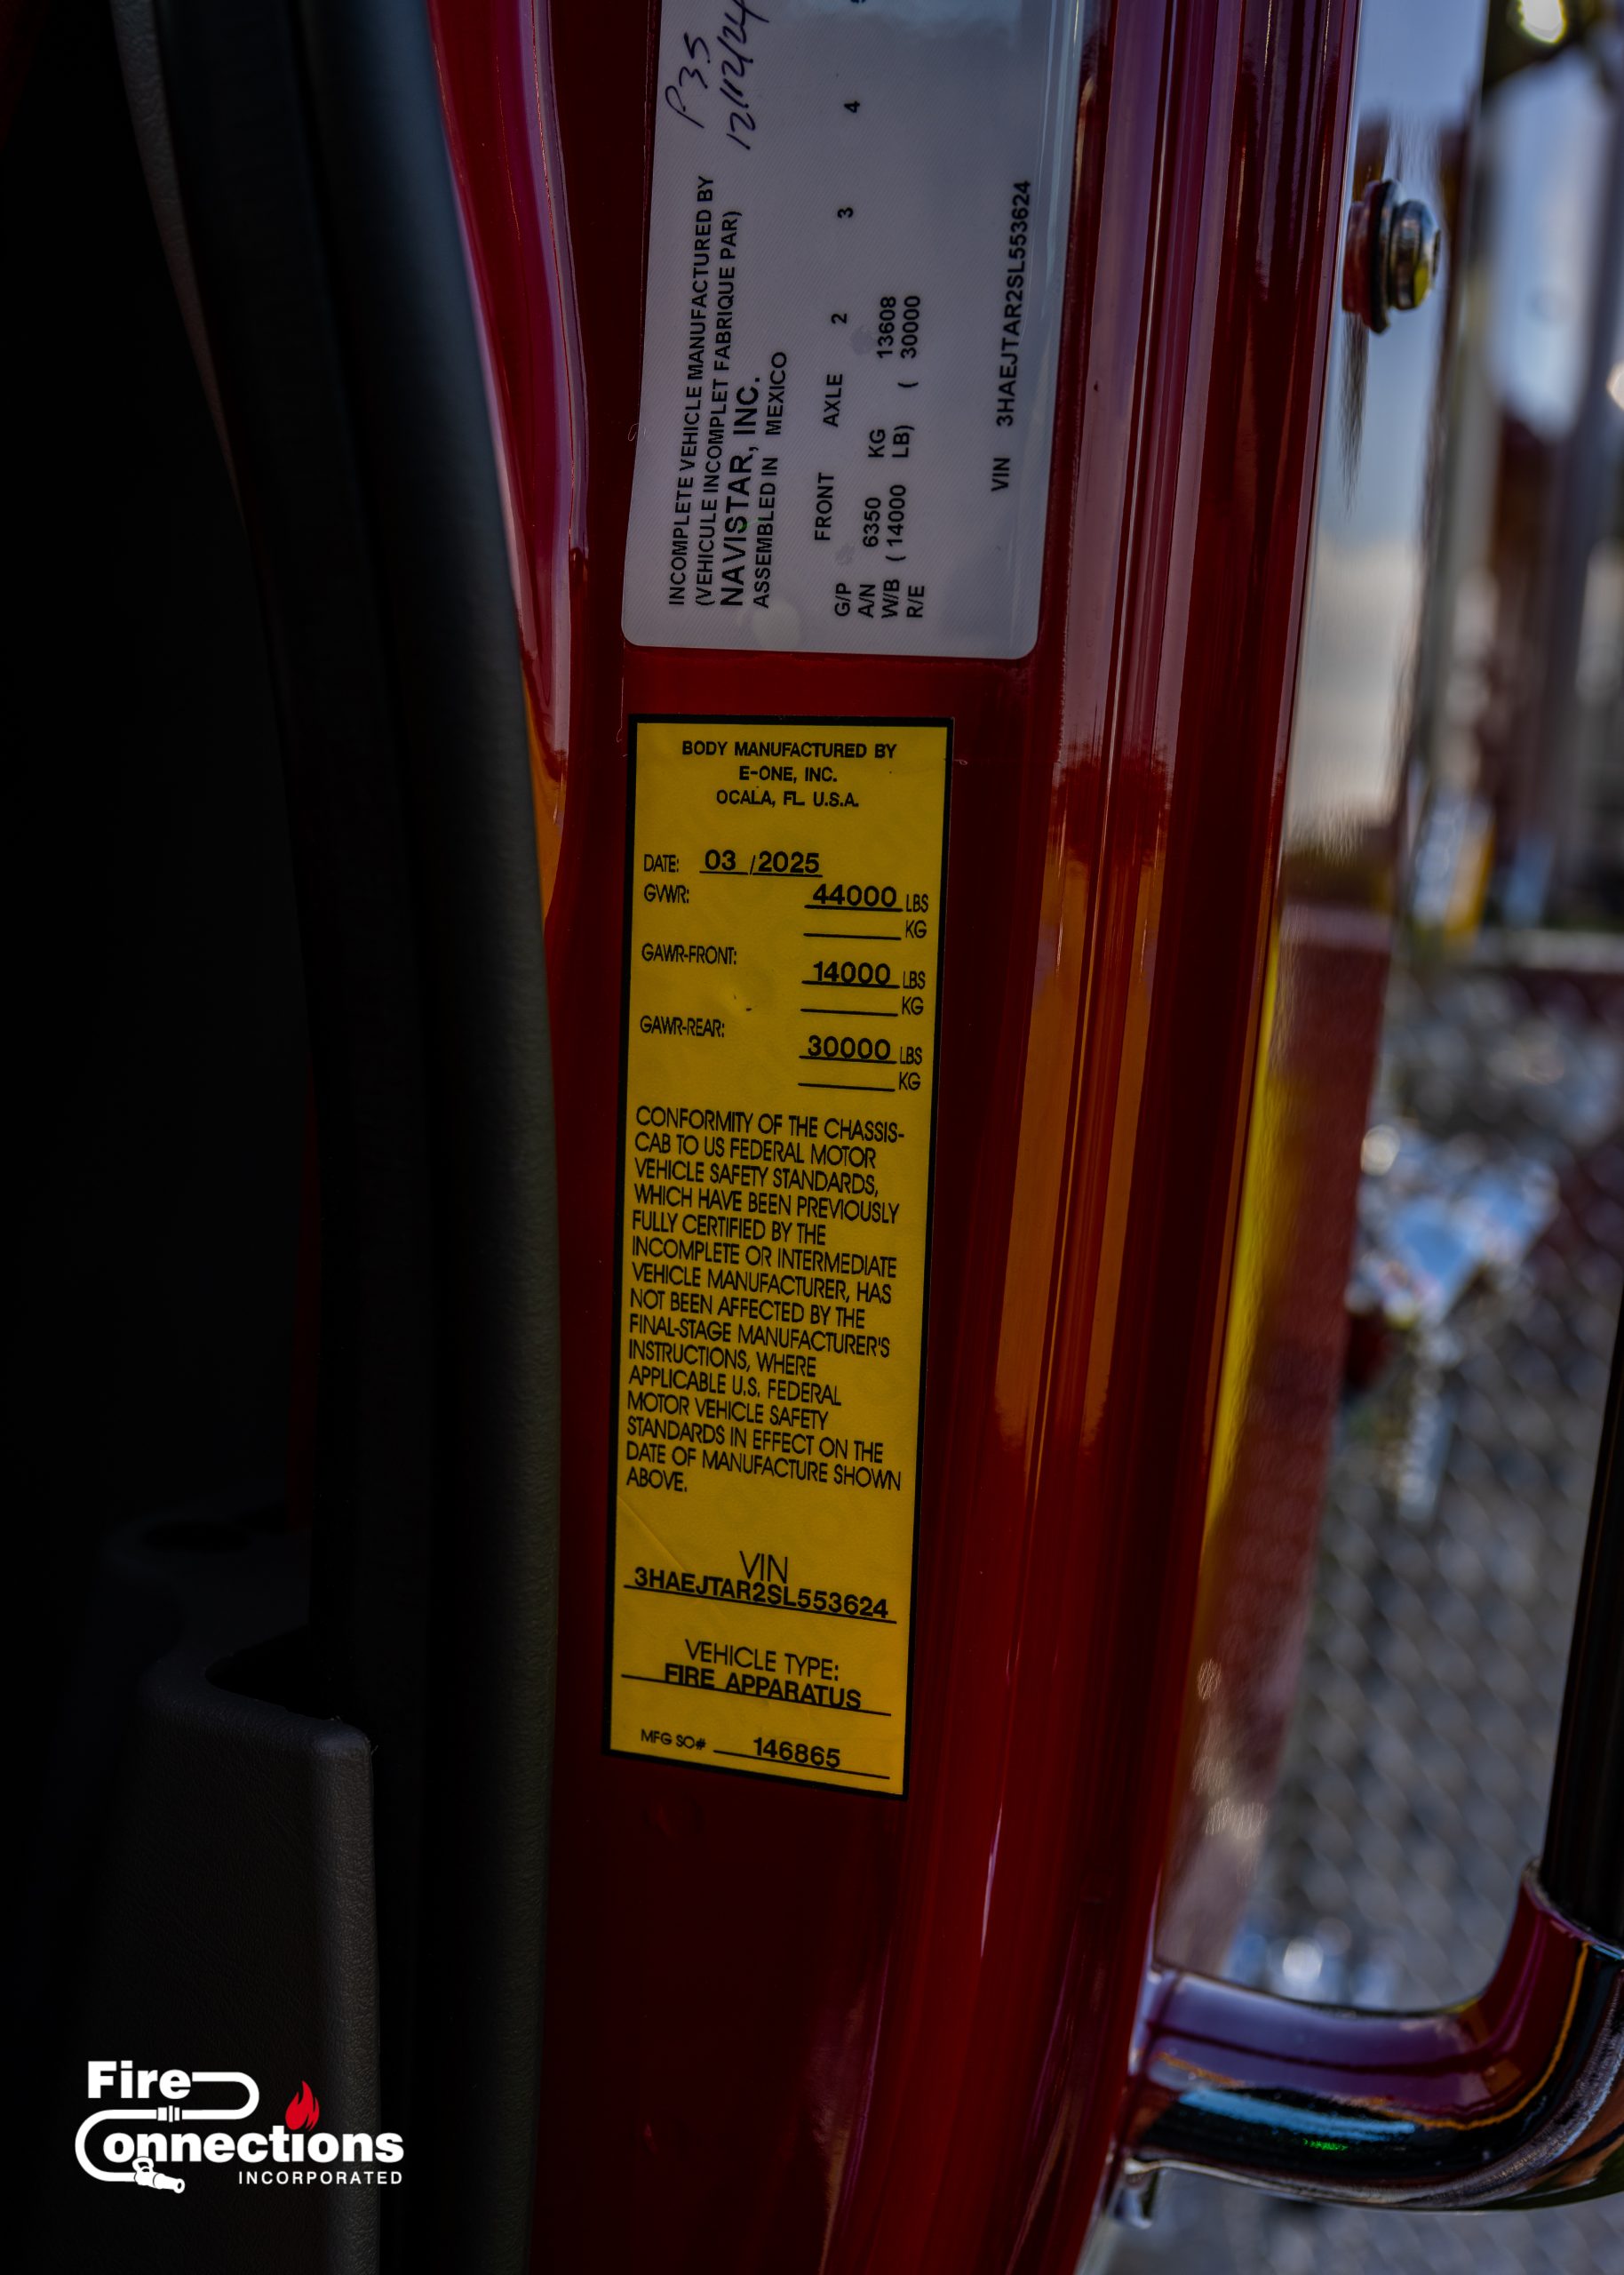 P35
12/12/24
INCOMPLETE VEHICLE MANUFACTURED BY
(VEHICULE INCOMPLET FABRIQUE PAR)
NAVISTAR, INC.
ASSEMBLED IN MEXICO
FRONT AXLE 2 3 4
G/P
A/N 6350 KG 13608
W/B (14000 LB) ( 30000
R/E
VIN 3HAEJTAR2SL553624
BODY MANUFACTURED BY
E-ONE, INC.
OCALA, FL. U.S.A.
DATE: 03 /2025
GVWR: 44000 LBS
KG
GAWR-FRONT:
14000 LBS
KG
GAWR-REAR:
30000 LBS
KG
CONFORMITY OF THE CHASSIS-
CAB TO US FEDERAL MOTOR
VEHICLE SAFETY STANDARDS,
WHICH HAVE BEEN PREVIOUSLY
FULLY CERTIFIED BY THE
INCOMPLETE OR INTERMEDIATE
VEHICLE MANUFACTURER, HAS
NOT BEEN AFFECTED BY THE
FINAL-STAGE MANUFACTURER'S
INSTRUCTIONS, WHERE
APPLICABLE U.S. FEDERAL
MOTOR VEHICLE SAFETY
STANDARDS IN EFFECT ON THE
DATE OF MANUFACTURE SHOWN
ABOVE.
VIN
3HAEJTAR2SL553624
VEHICLE TYPE:
FIRE APPARATUS
MFG SO# 146865
Fire
Connections
INCORPORATED